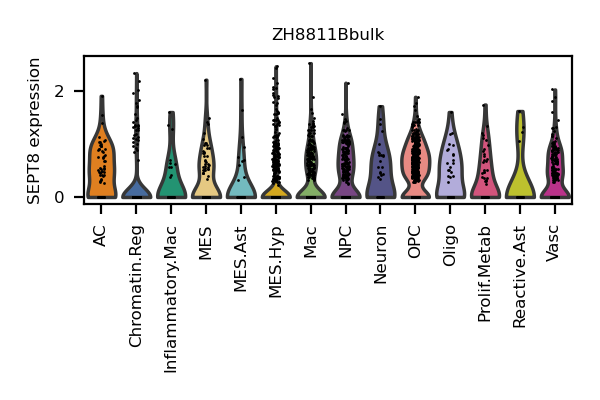 ZH8811Bbulk
SEPT8 expression
2
0
AC
Chromatin.Reg
Inflammatory.Mac
MES
MES.Ast
MES.Hyp
Mac
NPC
Neuron
OPC
Oligo
Prolif.Metab
Reactive.Ast
Vasc